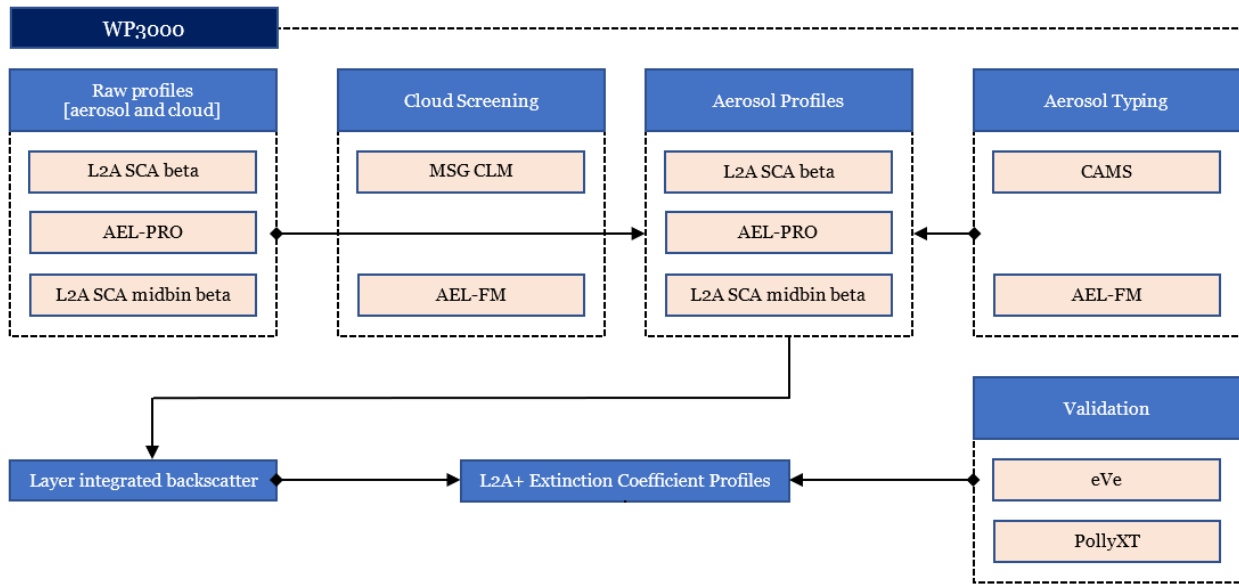 WP3000
Raw profiles
[aerosol and cloud]
L2A SCA beta
AEL-PRO
L2A SCA midbin beta
Cloud Screening
MSG CLM
AEL-FM
Aerosol Profiles
L2A SCA beta
AEL-PRO
L2A SCA midbin beta
Aerosol Typing
CAMS
AEL-FM
Layer integrated backscatter
L2A+ Extinction Coefficient Profiles
Validation
eVe
PollyXT